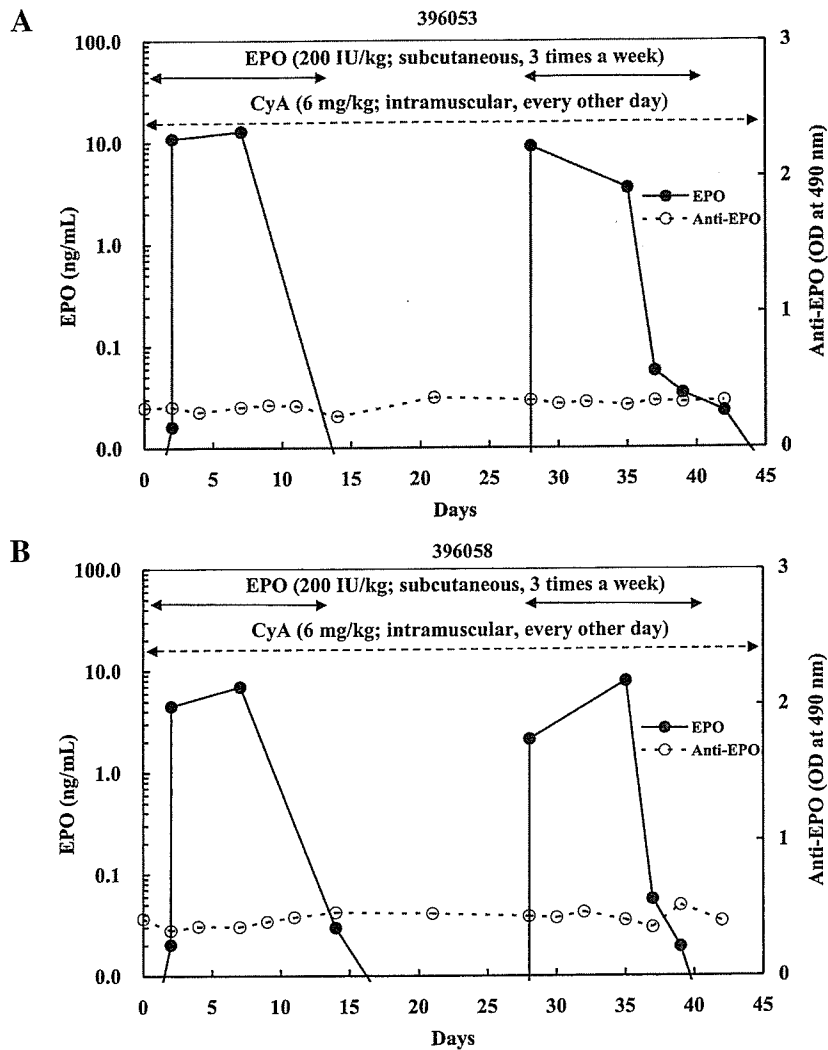 A
396053
100.0
10.0
1.0
0.1
0.0
EPO (ng/mL)
EPO (200 IU/kg; subcutaneous, 3 times a week)
CyA (6 mg/kg; intramuscular, every other day)
EPO
Anti-EPO
3
2
1
0
Anti-EPO (OD at 490 nm)
0 5 10 15 20 25 30 35 40 45
Days
B
396058
100.0
10.0
1.0
0.1
0.0
EPO (ng/mL)
EPO (200 IU/kg; subcutaneous, 3 times a week)
CyA (6 mg/kg; intramuscular, every other day)
EPO
Anti-EPO
3
2
1
0
Anti-EPO (OD at 490 nm)
0 5 10 15 20 25 30 35 40 45
Days